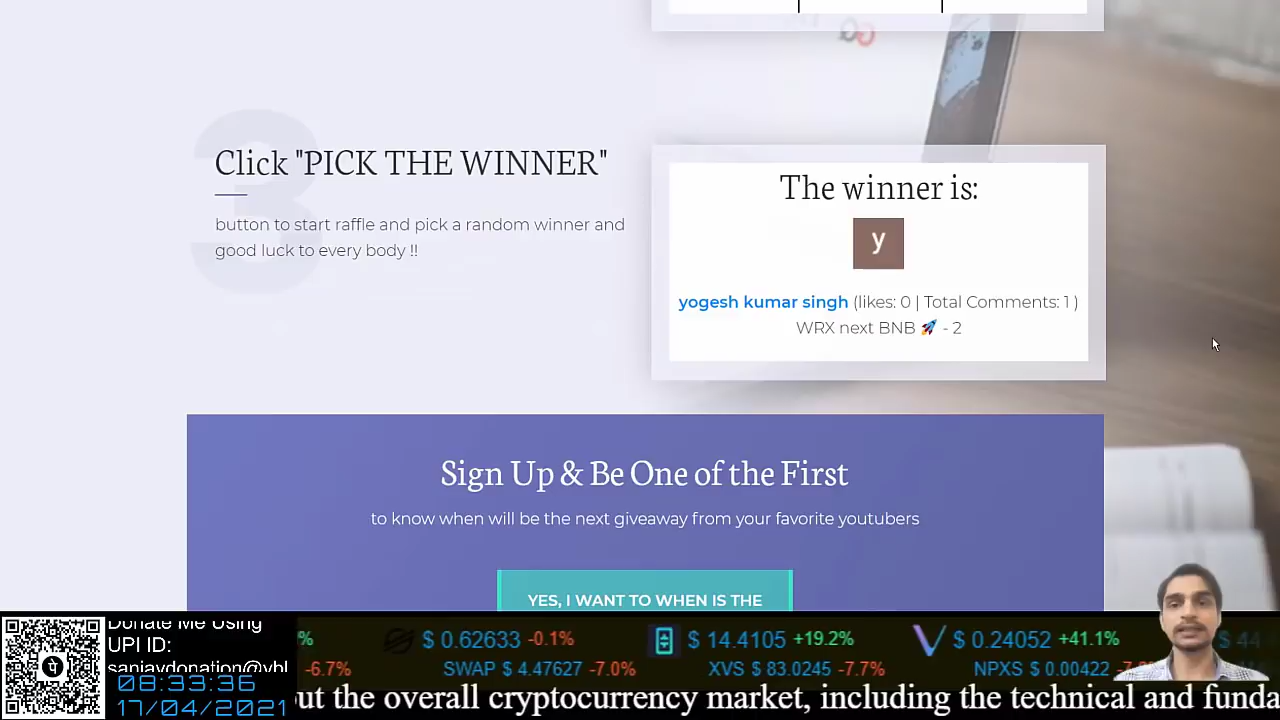 3
Click "PICK THE WINNER"
button to start raffle and pick a random winner and
good luck to every body !!
The winner is:
y
yogesh kumar singh (likes: 0 | Total Comments: 1 )
WRX next BNB 🚀 - 2
Sign Up & Be One of the First
to know when will be the next giveaway from your favorite youtubers
YES, I WANT TO WHEN IS THE
Donate Me Using
UPI ID:
sanjaydonation@ybl
08:33:36
17/04/2021
% $ 0.62633 -0.1% $ 14.4105 +19.2% $ 0.24052 +41.1%
-6.7% SWAP $ 4.47627 -7.0% XVS $ 83.0245 -7.7% NPXS $ 0.00422
out the overall cryptocurrency market, including the technical and funda